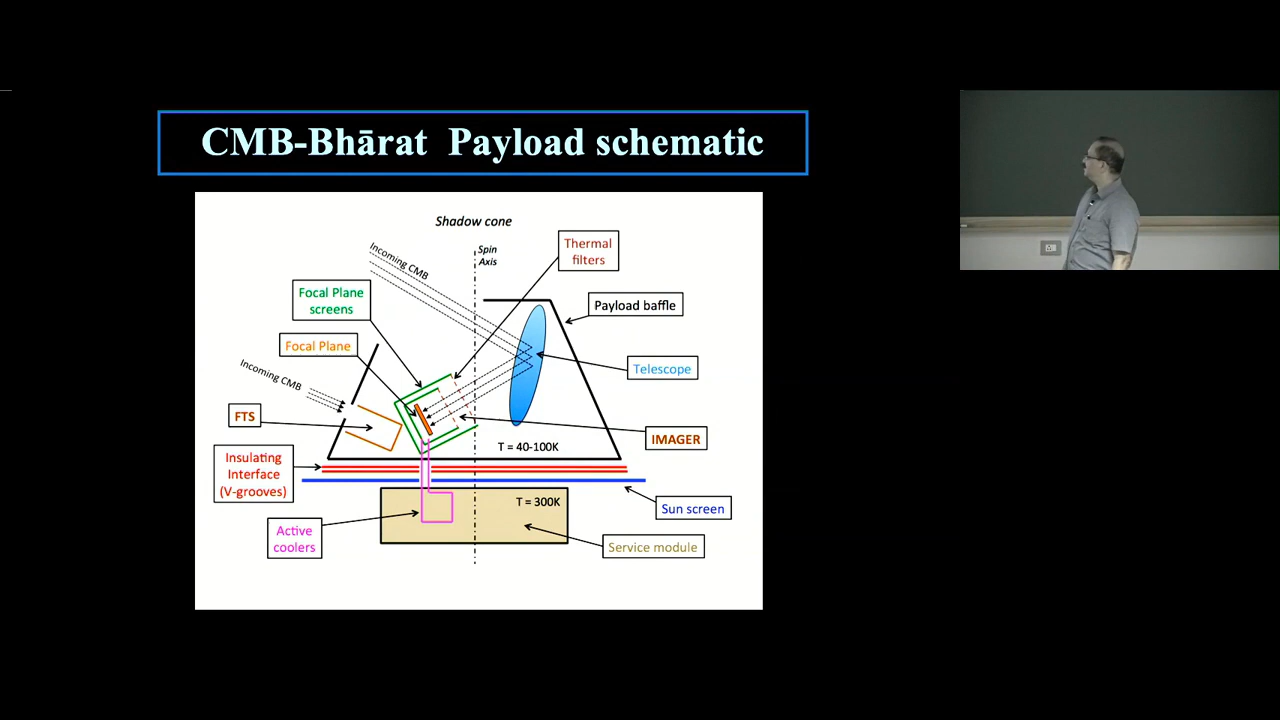 CMB-Bhārat Payload schematic
Shadow cone
Incoming CMB
Spin
Axis
Thermal
filters
Focal Plane
screens
Payload baffle
Focal Plane
Telescope
Incoming CMB
FTS
IMAGER
T = 40-100K
Insulating
Interface
(V-grooves)
T = 300K
Sun screen
Active
coolers
Service module